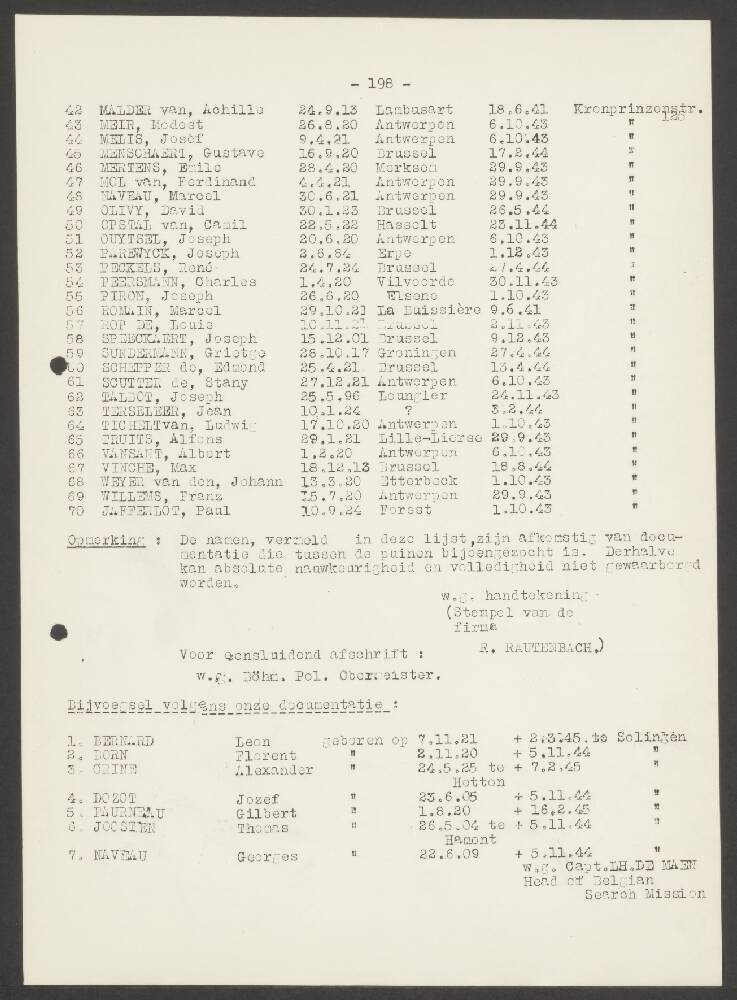 - 198 -
42 MALDER van, Achille 24.9.13 Lambusart 18.6.41 Kronprinzenstr.
125
43 MEIR, Modest 26.8.20 Antwerpen 6.10.43 "
44 MELIS, Josef 9.4.21 Antwerpen 6.10.43 "
45 MENSCHAERT, Gustave 16.9.20 Brussel 17.2.44 "
46 MERTENS, Emile 28.4.20 Merksem 29.9.43 "
47 MOL van, Ferdinand 4.4.21 Antwerpen 29.9.43 "
48 NAVEAU, Marcel 30.6.21 Antwerpen 29.9.43 "
49 OLIVY, David 30.1.23 Brussel 26.5.44 "
50 OPSTAL van, Camil 22.5.22 Hasselt 23.11.44 "
51 OUYTSEL, Joseph 20.6.20 Antwerpen 6.10.43 "
52 PAREWYCK, Joseph 2.6.84 Erpe 1.12.43 "
53 PECKELS, René 24.7.24 Brussel 27.4.44 "
54 PEERSMANN, Charles 1.4.20 Vilvoorde 30.11.43 "
55 PIRON, Joseph 26.6.20 Elsene 1.10.43 "
56 ROMAIN, Marcel 29.10.21 La Buissière 9.6.41 "
57 ROP DE, Louis 10.11.21 Brussel 2.11.43 "
58 SPEECKAERT, Joseph 15.12.01 Brussel 9.12.43 "
59 SUNDERMANN, Grietge 28.10.17 Groningen 27.4.44 "
60 SCHEPPER de, Edmond 25.4.21 Brussel 13.4.44 "
61 SCUTTER de, Stany 27.12.21 Antwerpen 6.10.43 "
62 TALBOT, Joseph 25.5.96 Leungler 24.11.43 "
63 TERSELEER, Jean 10.1.24 ? 3.2.44 "
64 TICHELTvan, Ludwig 17.10.20 Antwerpen 1.10.43 "
65 TRUITS, Alfons 29.1.21 Lille-Lierse 29.9.43 "
66 VANSANT, Albert 1.2.20 Antwerpen 6.10.43 "
67 VINCHE, Max 18.12.13 Brussel 18.8.44 "
68 WEYER van den, Johann 13.3.20 Etterbeck 1.10.43 "
69 WILLEMS, Franz 15.7.20 Antwerpen 29.9.43 "
70 JAFFERLOT, Paul 10.9.24 Forest 1.10.43 "
Opmerking : De namen, vermeld in deze lijst,zijn afkomstig van docu-
mentatie die tussen de puinen bijeengezocht is. Derhalve
kan absolute nauwkeurigheid en volledigheid niet gewaarborgd
worden.
w.g. handtekening
(Stempel van de
firma
R. RAUTENBACH.)
Voor eensluidend afschrift :
w.g. Böhm. Pol. Obermeister.
Bijvoegsel volgens onze documentatie :
1. BERNARD Leon geboren op 7.11.21 + 2.3.45.te Solingen
2. DORN Florent " 2.11.20 + 5.11.44 "
3. CRINE Alexander " 24.5.25 te + 7.2.45 "
Hotton
4. DOZOT Jozef " 23.6.05 + 5.11.44 "
5. FAURNEAU Gilbert " 1.8.20 + 16.2.45 "
6. JOOSTEN Thomas " 26.5.04 te + 5.11.44 "
Hamont
7. NAVEAU Georges " 22.6.09 + 5.11.44 "
w.g. Capt.LH.DE MAEN
Head of Belgian
Search Mission